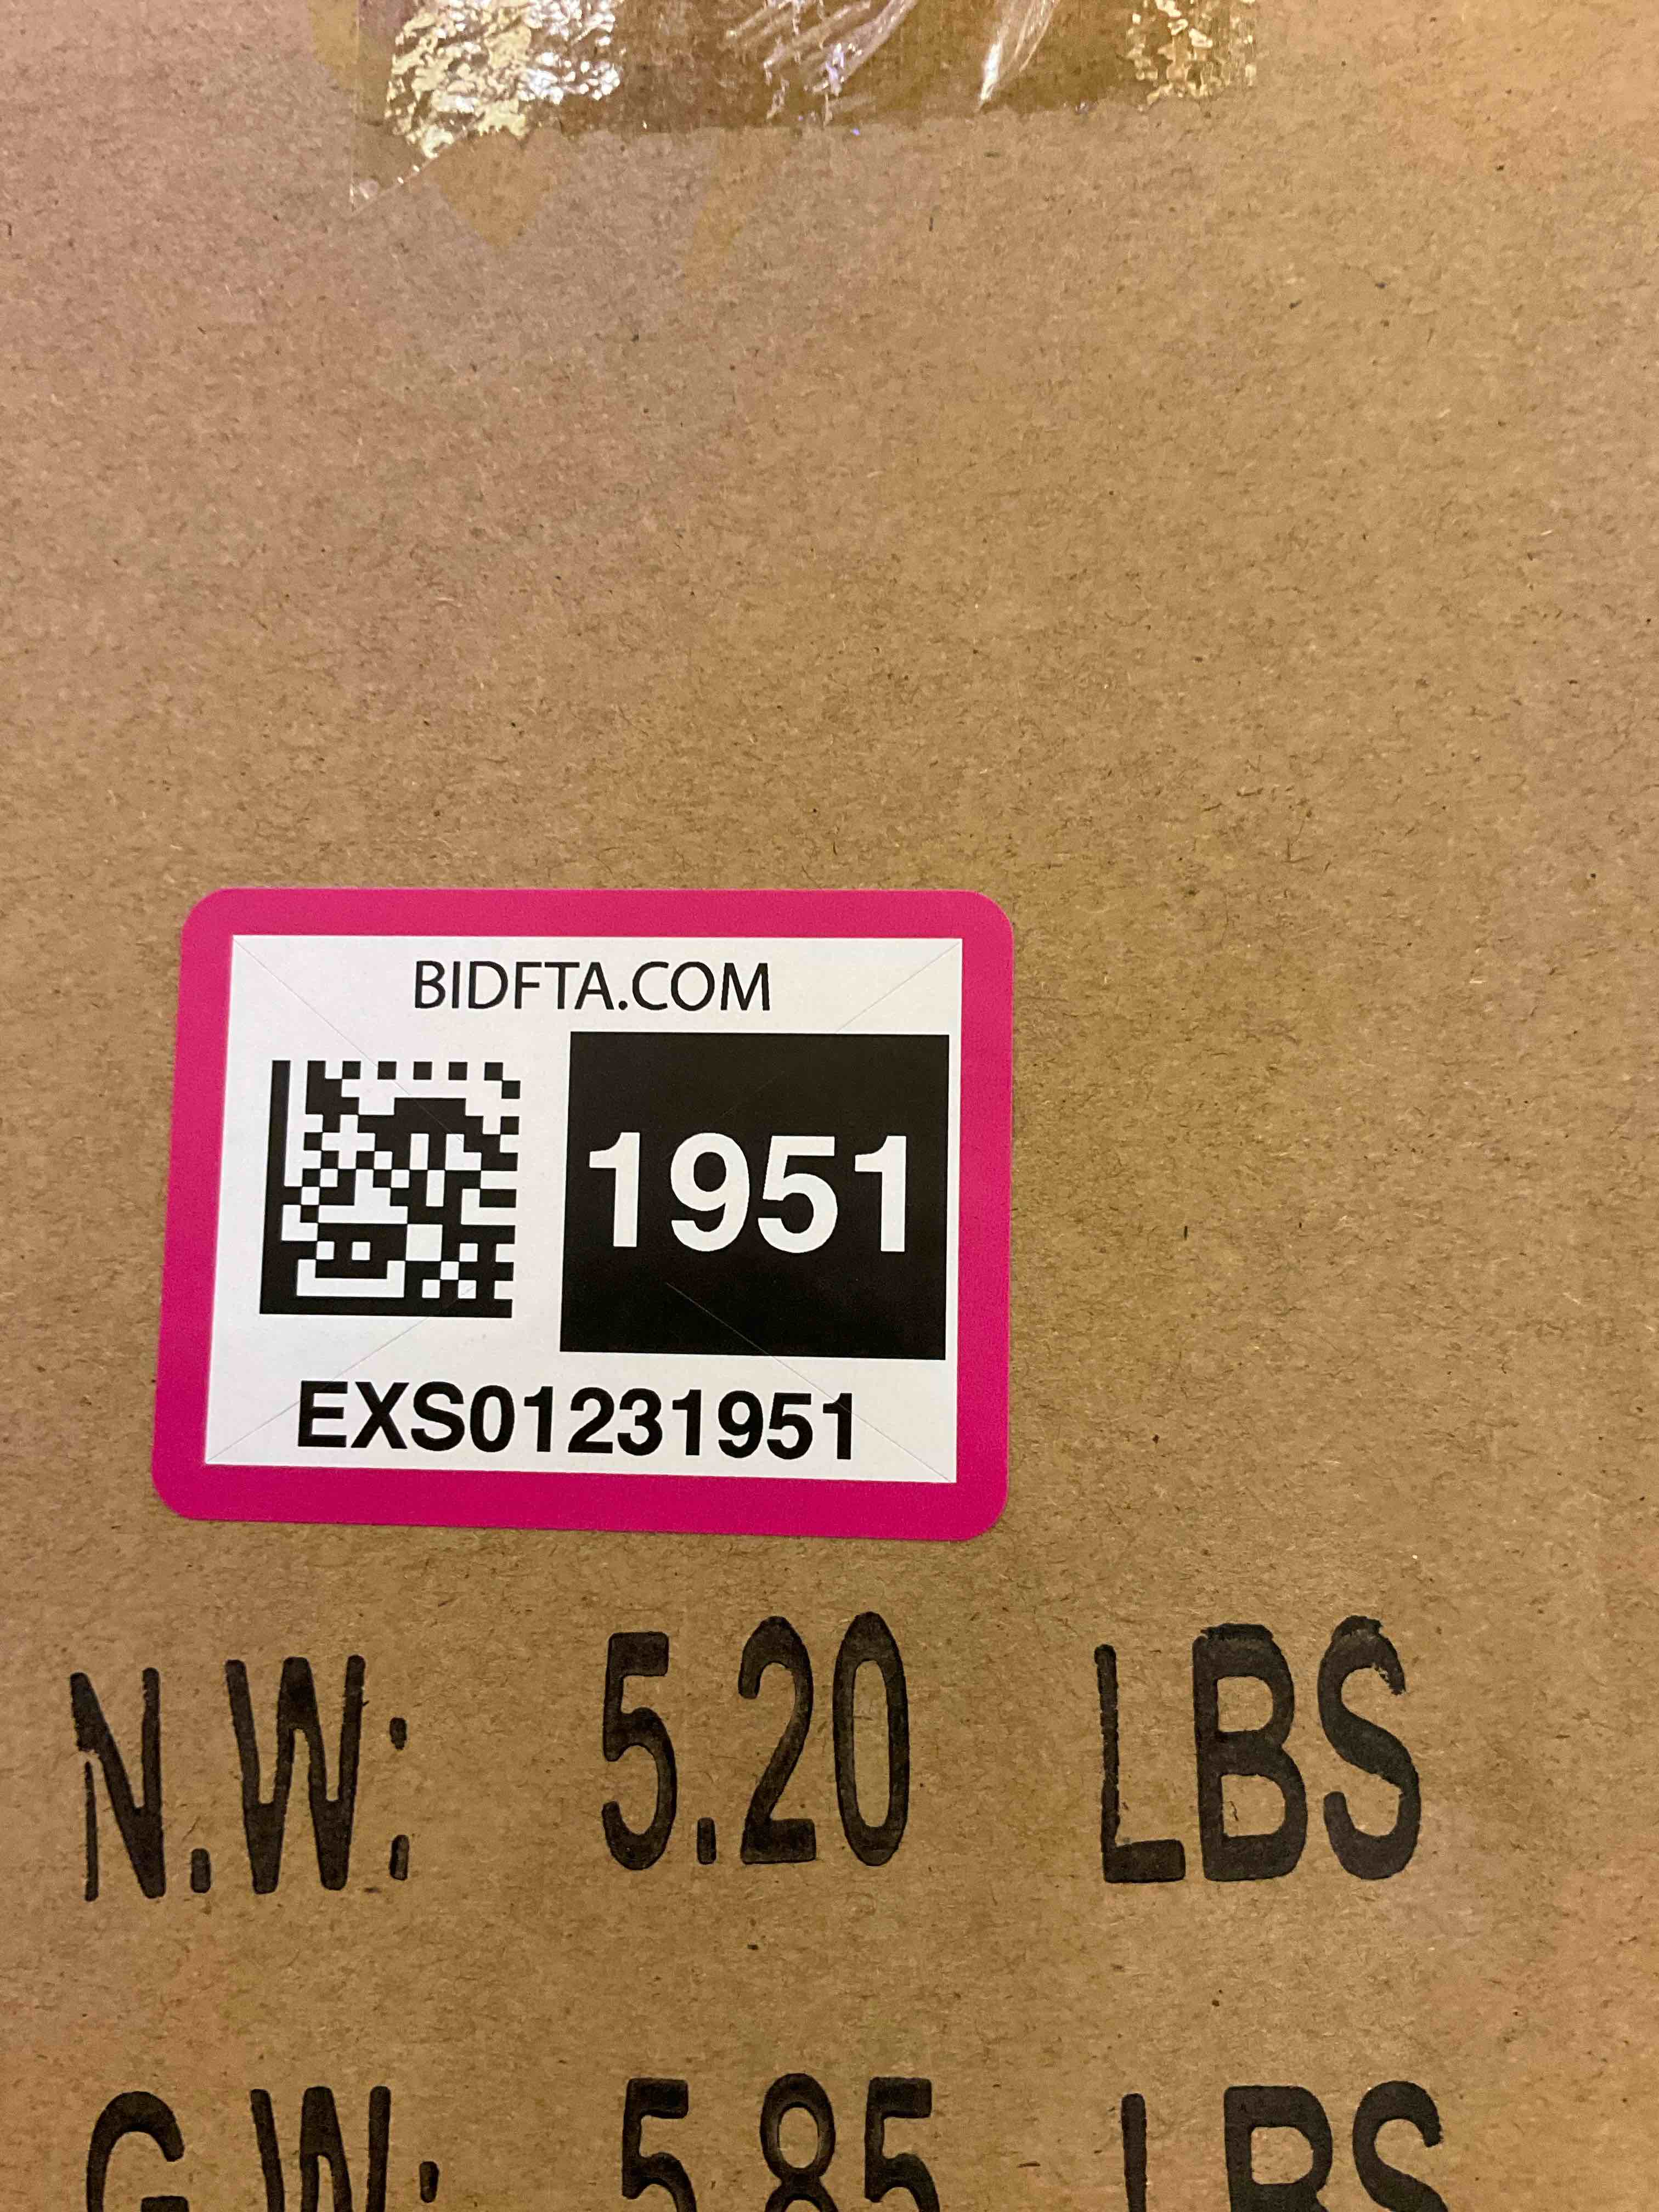 BIDFTA.COM
1951
EXS01231951
N.W: 5.20 LBS
G.W: 5.85 LBS